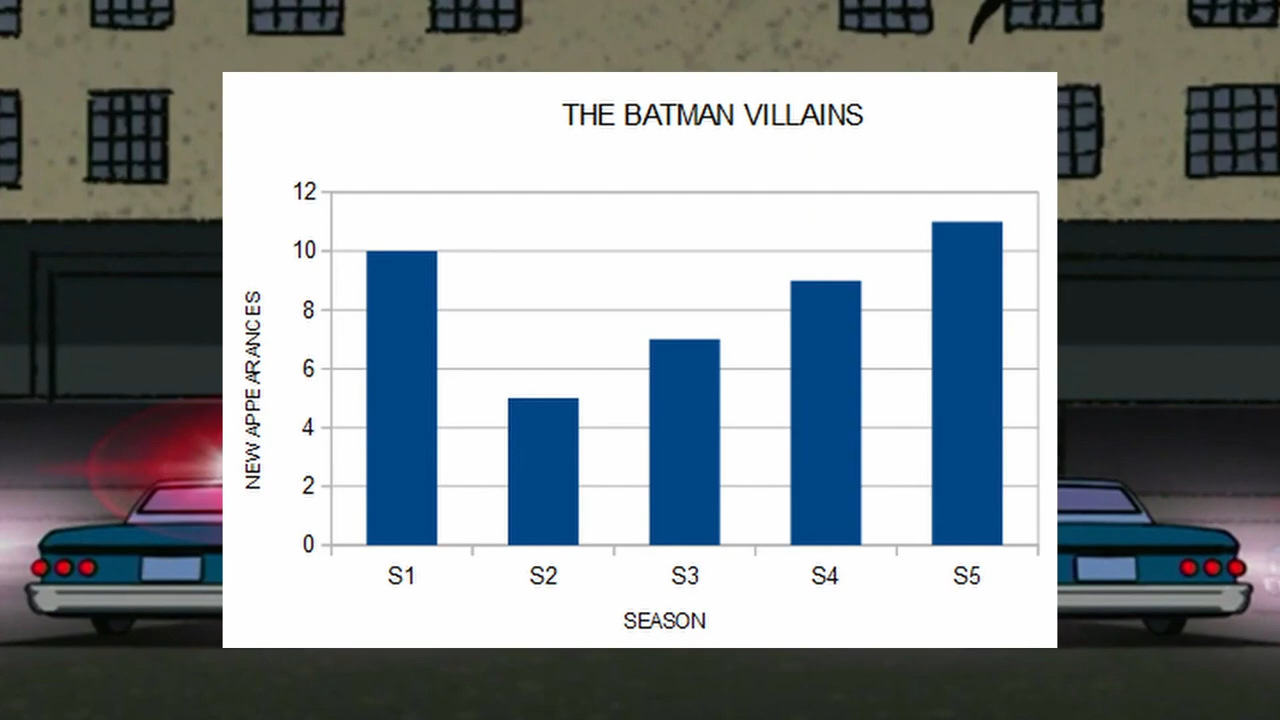 THE BATMAN VILLAINS
12
10
8
6
4
2
0
NEW APPEARANCES
S1 S2 S3 S4 S5
SEASON